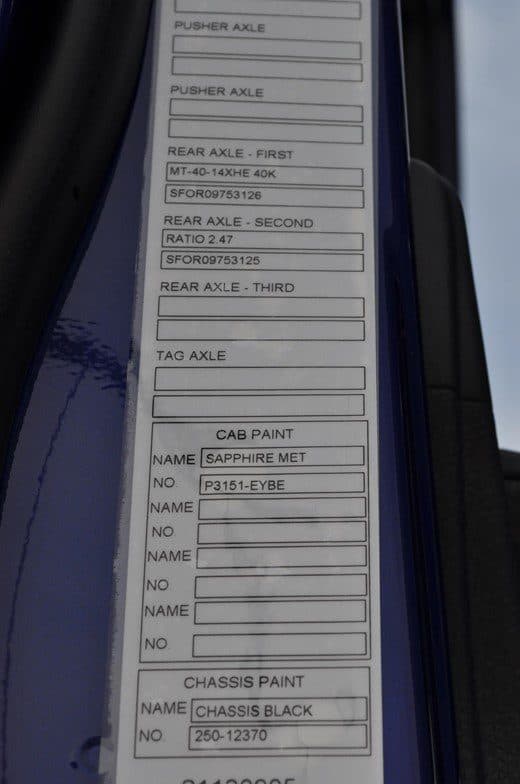 PUSHER AXLE
PUSHER AXLE
REAR AXLE - FIRST
MT-40-14XHE 40K
SFOR09753126
REAR AXLE - SECOND
RATIO 2.47
SFOR09753125
REAR AXLE - THIRD
TAG AXLE
CAB PAINT
NAME SAPPHIRE MET
NO. P3151-EYBE
NAME
NO
NAME
NO
NAME
NO.
CHASSIS PAINT
NAME CHASSIS BLACK
NO. 250-12370